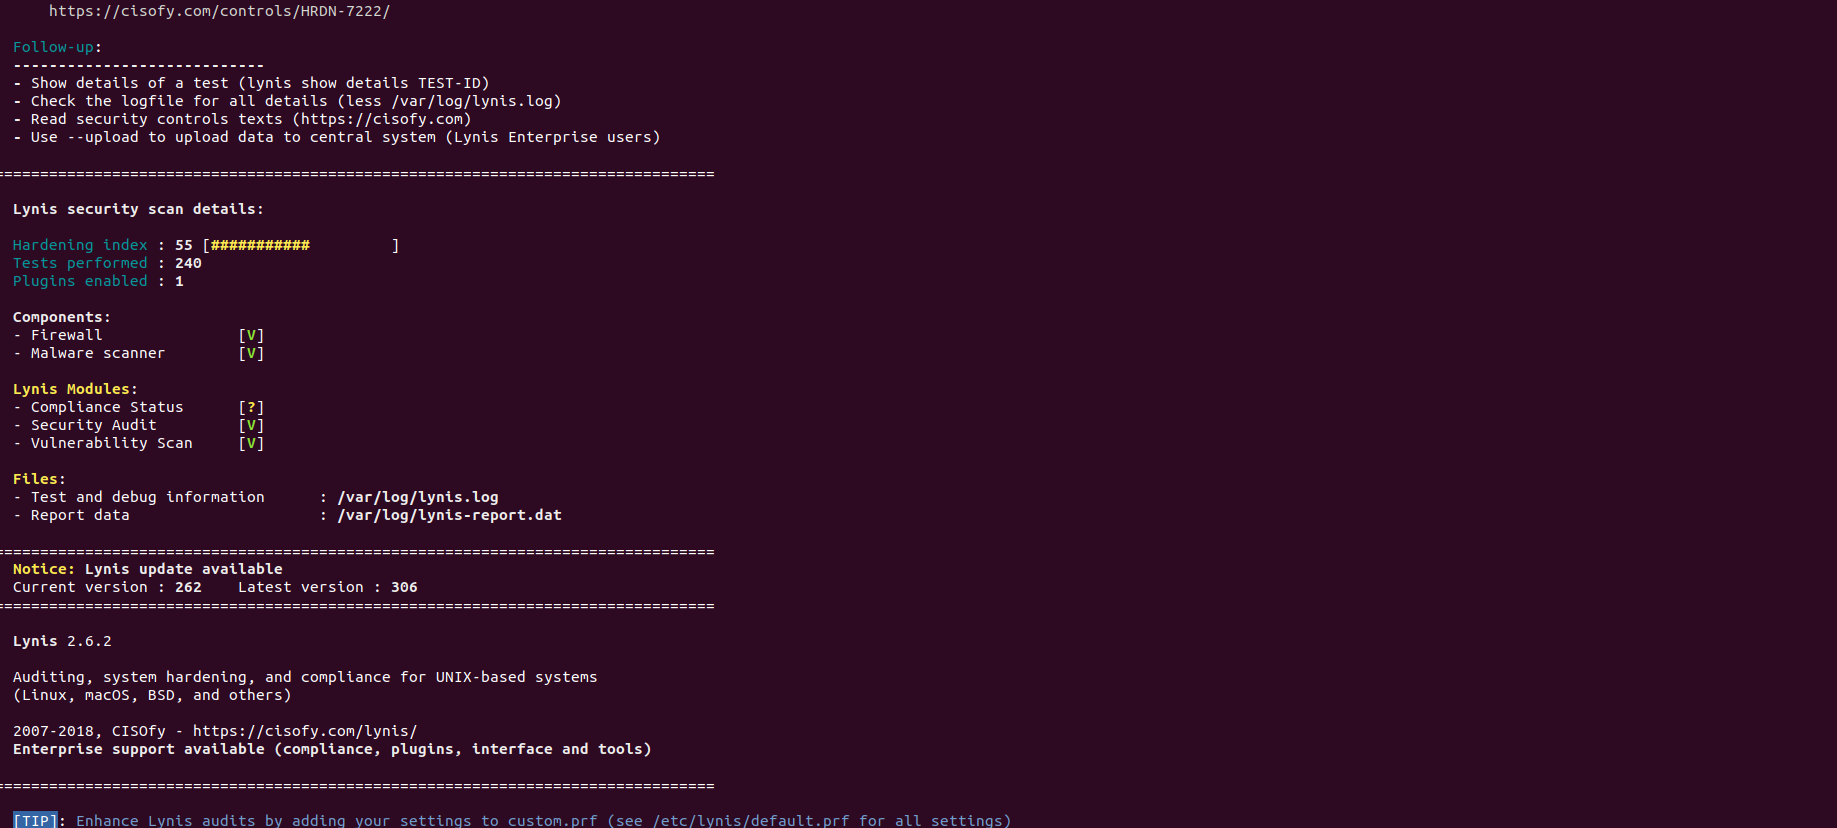 https://cisofy.com/controls/HRDN-7222/
Follow-up:
----------------------------
- Show details of a test (lynis show details TEST-ID)
- Check the logfile for all details (less /var/log/lynis.log)
- Read security controls texts (https://cisofy.com)
- Use --upload to upload data to central system (Lynis Enterprise users)
================================================================================
Lynis security scan details:
Hardening index : 55 [###########         ]
Tests performed : 240
Plugins enabled : 1
Components:
- Firewall               [V]
- Malware scanner        [V]
Lynis Modules:
- Compliance Status      [?]
- Security Audit         [V]
- Vulnerability Scan     [V]
Files:
- Test and debug information      : /var/log/lynis.log
- Report data                     : /var/log/lynis-report.dat
================================================================================
Notice: Lynis update available
Current version : 262    Latest version : 306
================================================================================
Lynis 2.6.2
Auditing, system hardening, and compliance for UNIX-based systems
(Linux, macOS, BSD, and others)
2007-2018, CISOfy - https://cisofy.com/lynis/
Enterprise support available (compliance, plugins, interface and tools)
================================================================================
[TIP]: Enhance Lynis audits by adding your settings to custom.prf (see /etc/lynis/default.prf for all settings)